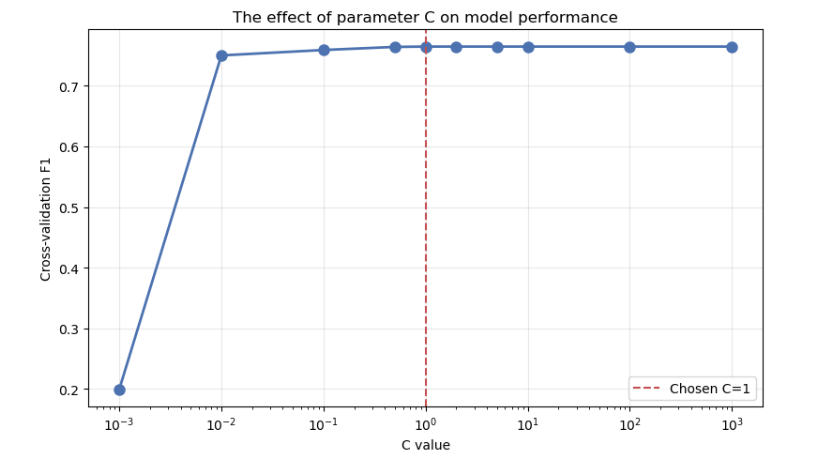 The effect of parameter C on model performance
Cross-validation F1
0.7
0.6
0.5
0.4
0.3
0.2
Chosen C=1
10⁻³ 10⁻² 10⁻¹ 10⁰ 10¹ 10² 10³
C value